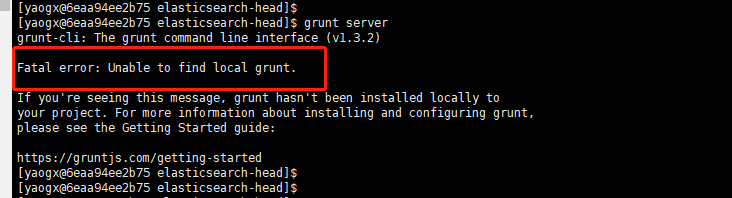 [yaogx@6eaa94ee2b75 elasticsearch-head]$
[yaogx@6eaa94ee2b75 elasticsearch-head]$ grunt server
grunt-cli: The grunt command line interface (v1.3.2)
Fatal error: Unable to find local grunt.
If you're seeing this message, grunt hasn't been installed locally to
your project. For more information about installing and configuring grunt,
please see the Getting Started guide:
https://gruntjs.com/getting-started
[yaogx@6eaa94ee2b75 elasticsearch-head]$
[yaogx@6eaa94ee2b75 elasticsearch-head]$
[yaogx@6eaa94ee2b75 elasticsearch-head]$